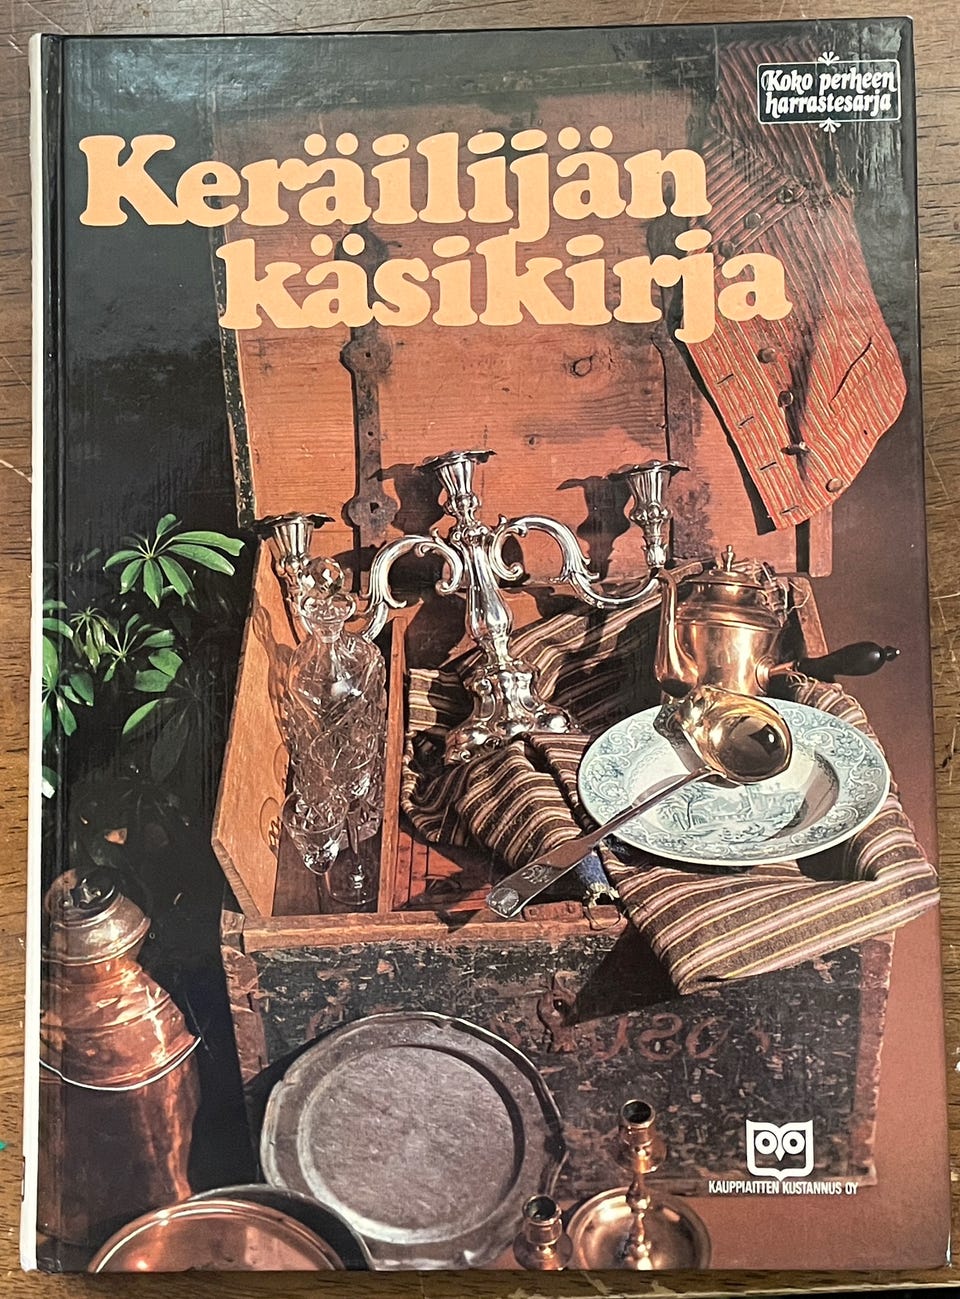 Koko perheen
harrastesarja
Keräilijän
käsikirja
KAUPPIAITTEN KUSTANNUS OY